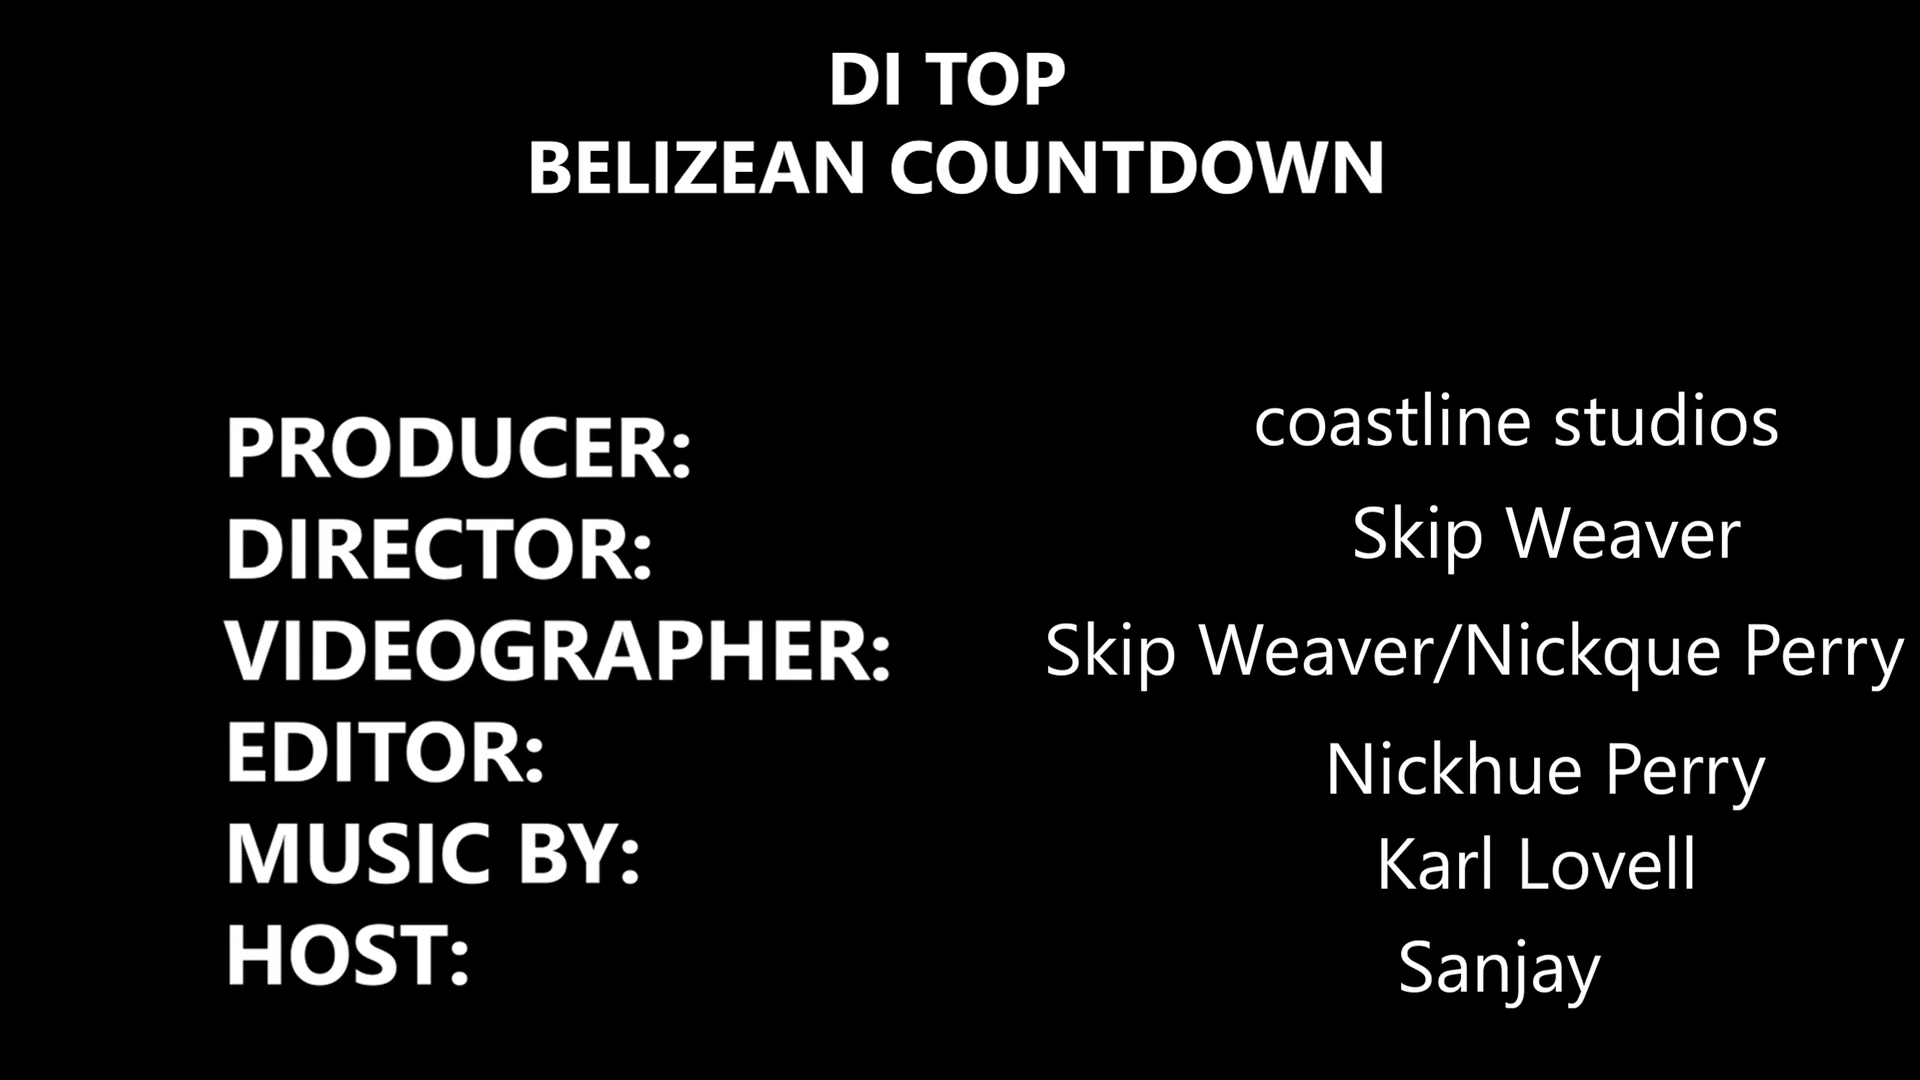 DI TOP
BELIZEAN COUNTDOWN
PRODUCER: coastline studios
DIRECTOR: Skip Weaver
VIDEOGRAPHER: Skip Weaver/Nickque Perry
EDITOR: Nickhue Perry
MUSIC BY: Karl Lovell
HOST: Sanjay